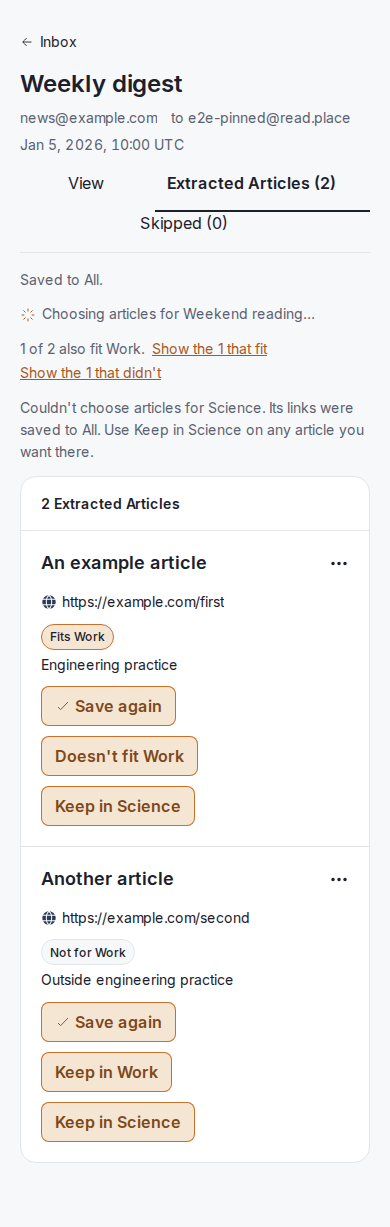 ← Inbox
Weekly digest
news@example.com to e2e-pinned@read.place
Jan 5, 2026, 10:00 UTC
View
Extracted Articles (2)
Skipped (0)
Saved to All.
Choosing articles for Weekend reading...
1 of 2 also fit Work. Show the 1 that fit
Show the 1 that didn't
Couldn't choose articles for Science. Its links were
saved to All. Use Keep in Science on any article you
want there.
2 Extracted Articles
An example article
https://example.com/first
Fits Work
Engineering practice
Save again
Doesn't fit Work
Keep in Science
Another article
https://example.com/second
Not for Work
Outside engineering practice
Save again
Keep in Work
Keep in Science